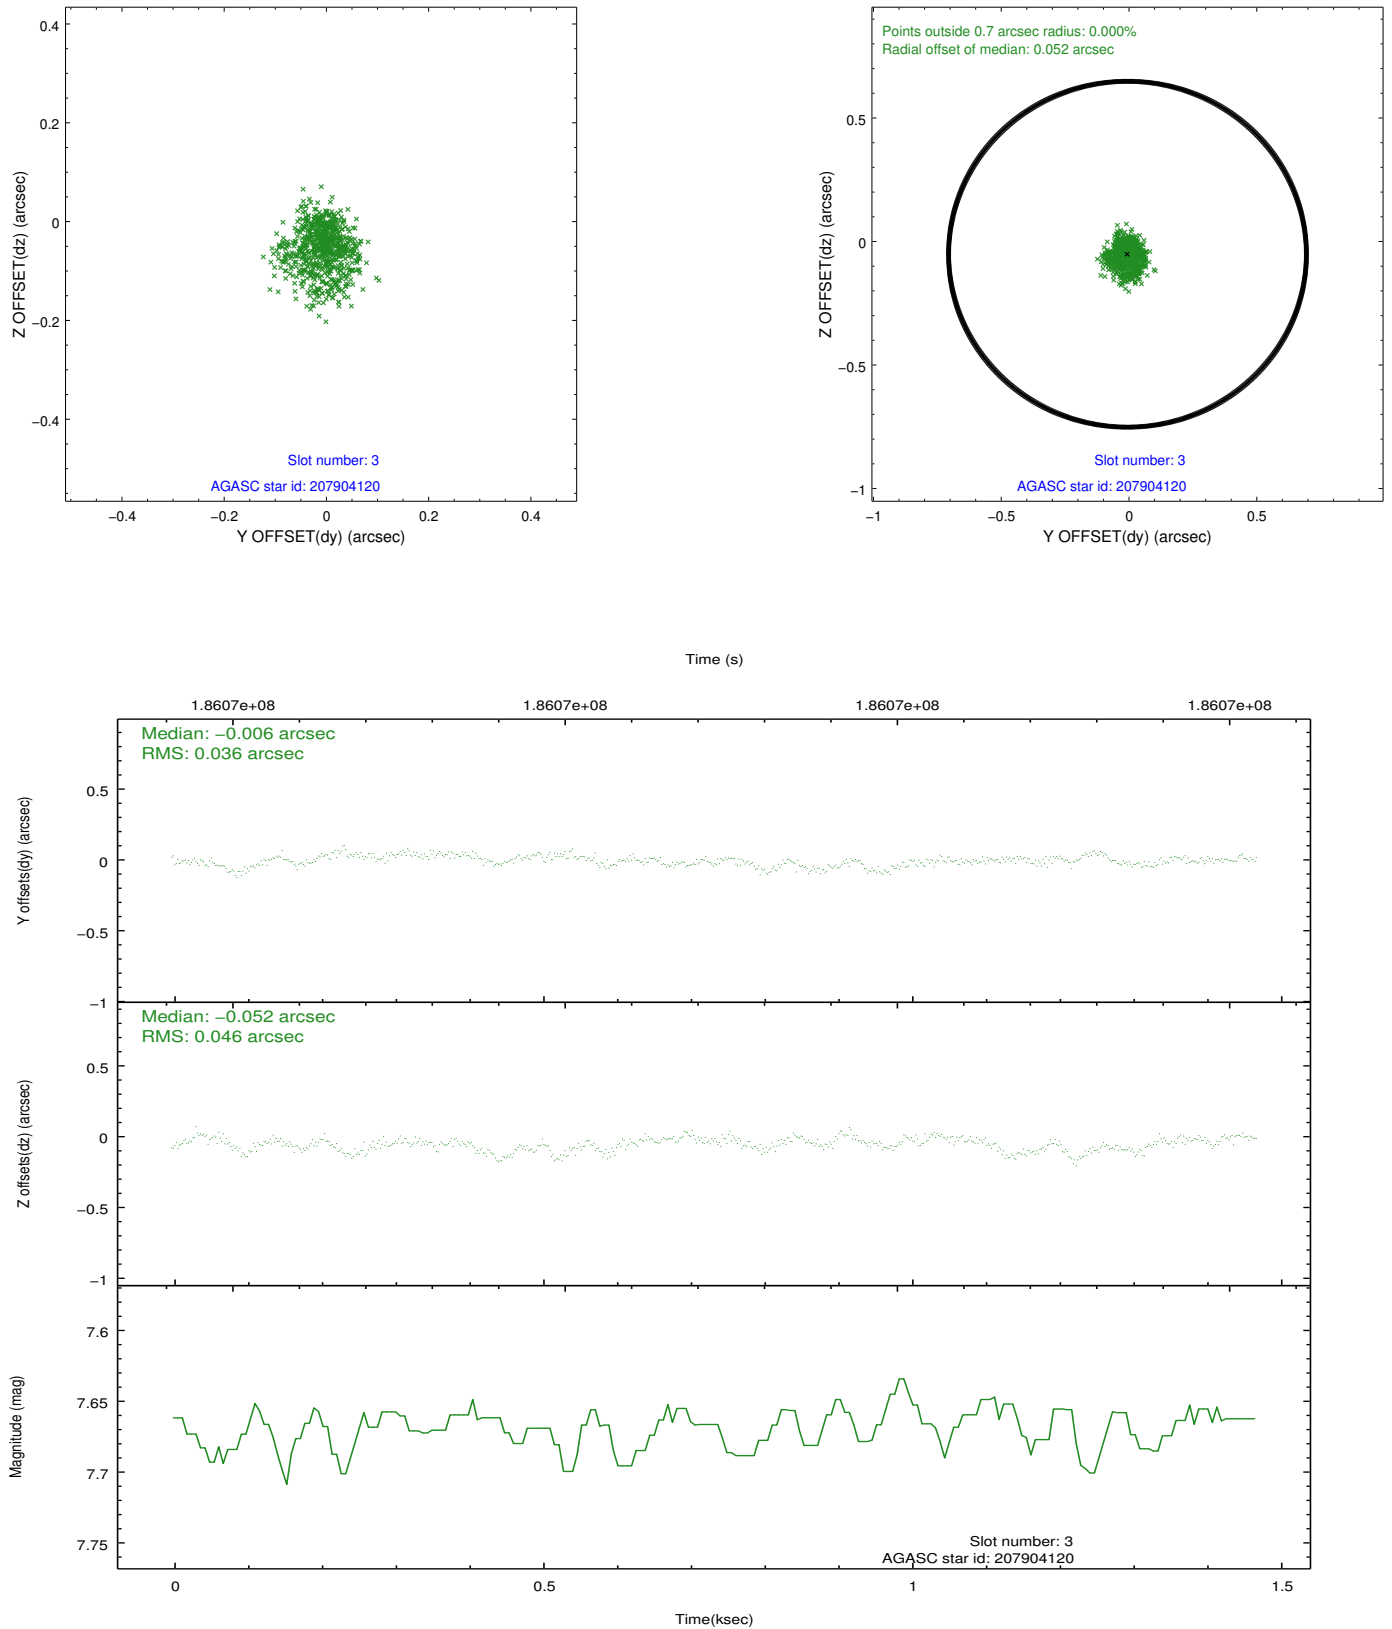 0.4
0.2
0
−0.2
−0.4
Z OFFSET(dz) (arcsec)
Slot number: 3
AGASC star id: 207904120
−0.4 −0.2 0 0.2 0.4
Y OFFSET(dy) (arcsec)
Points outside 0.7 arcsec radius: 0.000%
Radial offset of median: 0.052 arcsec
0.5
0
−0.5
−1
Z OFFSET(dz) (arcsec)
Slot number: 3
AGASC star id: 207904120
−1 −0.5 0 0.5
Y OFFSET(dy) (arcsec)
Time (s)
1.8607e+08 1.8607e+08 1.8607e+08 1.8607e+08
Median: −0.006 arcsec
RMS: 0.036 arcsec
0.5
0
−0.5
−1
Y offsets(dy) (arcsec)
Median: −0.052 arcsec
RMS: 0.046 arcsec
0.5
0
−0.5
−1
Z offsets(dz) (arcsec)
7.6
7.65
7.7
7.75
Magnitude (mag)
Slot number: 3
AGASC star id: 207904120
0 0.5 1 1.5
Time(ksec)